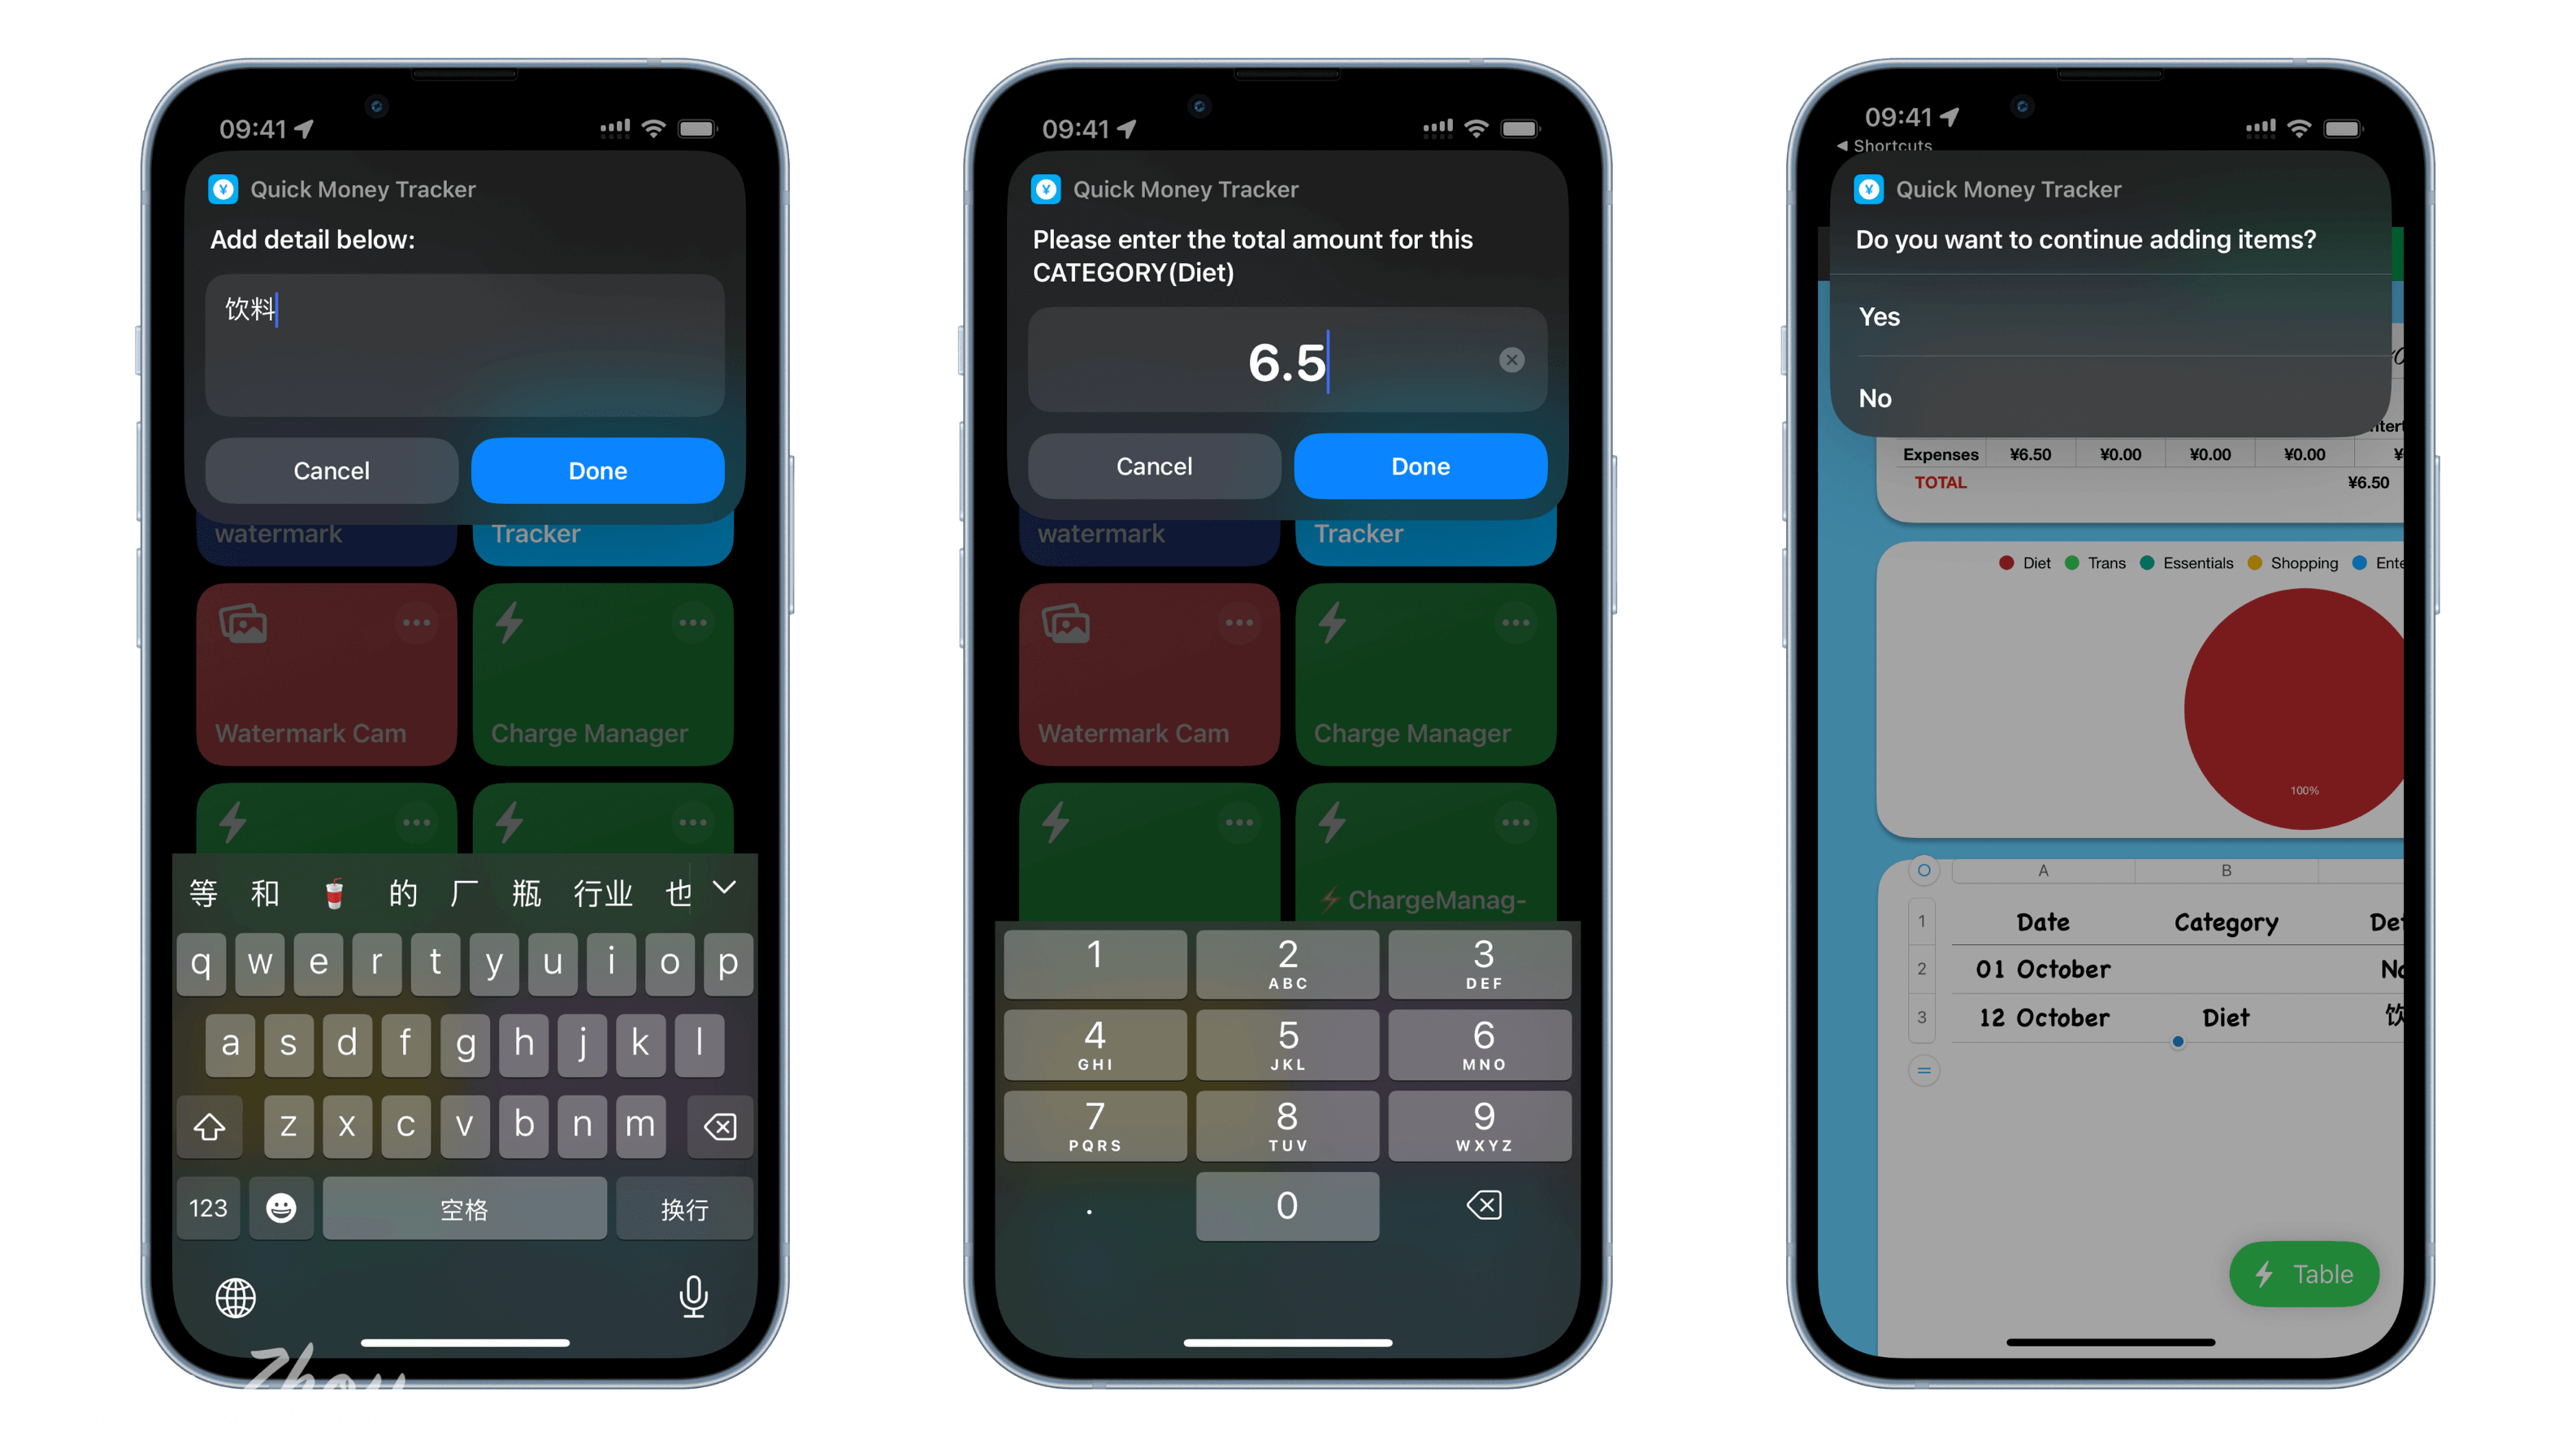 09:41
Quick Money Tracker
Add detail below:
饮料
Cancel
Done
watermark
Tracker
Watermark Cam
Charge Manager
等 和 的 厂 瓶 行业 也
q w e r t y u i o p
a s d f g h j k l
z x c v b n m
123
空格
换行
Zhou
09:41
Quick Money Tracker
Please enter the total amount for this
CATEGORY(Diet)
6.5
Cancel
Done
watermark
Tracker
Watermark Cam
Charge Manager
ChargeManag-
1
2
ABC
3
DEF
4
GHI
5
JKL
6
MNO
7
PQRS
8
TUV
9
WXYZ
.
0
09:41
Shortcuts
Quick Money Tracker
Do you want to continue adding items?
Yes
No
Expenses ¥6.50 ¥0.00 ¥0.00 ¥0.00 ¥
TOTAL ¥6.50
Diet Trans Essentials Shopping Ente
100%
A B
1 Date Category De
2 01 October No
3 12 October Diet 饮
Table